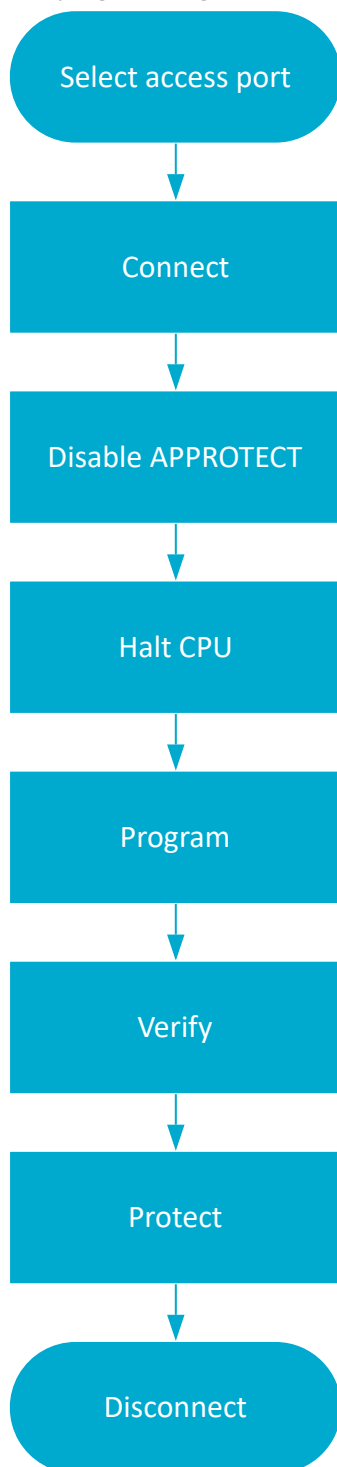 Select access port
Connect
Disable APPROTECT
Halt CPU
Program
Verify
Protect
Disconnect